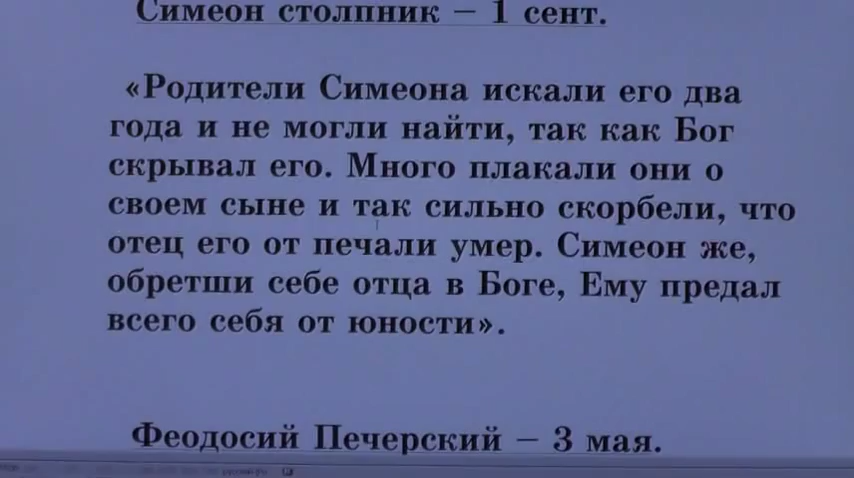 Симеон столпник – 1 сент.
«Родители Симеона искали его два
года и не могли найти, так как Бог
скрывал его. Много плакали они о
своем сыне и так сильно скорбели, что
отец его от печали умер. Симеон же,
обретши себе отца в Боге, Ему предал
всего себя от юности».
Феодосий Печерский – 3 мая.